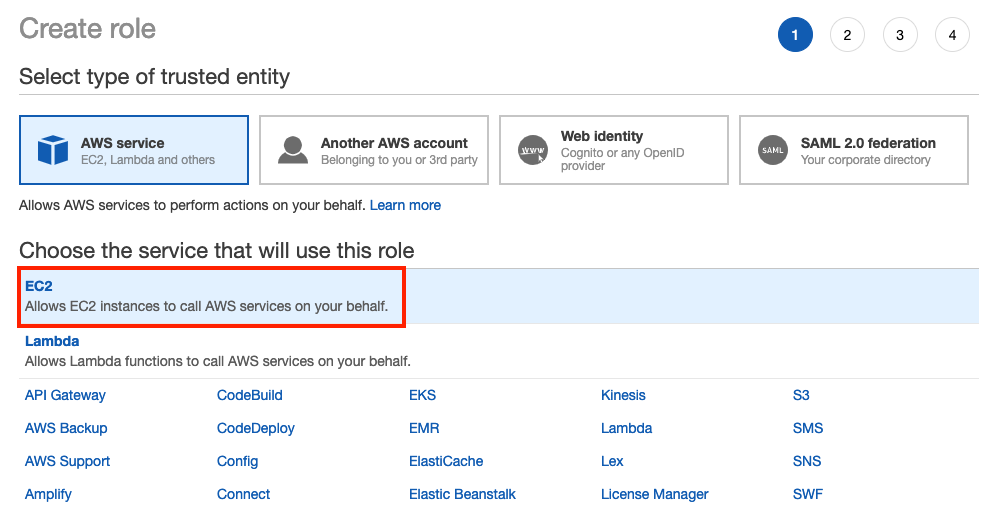 Create role
1 2 3 4
Select type of trusted entity
AWS service
EC2, Lambda and others
Another AWS account
Belonging to you or 3rd party
www
Web identity
Cognito or any OpenID
provider
SAML
SAML 2.0 federation
Your corporate directory
Allows AWS services to perform actions on your behalf. Learn more
Choose the service that will use this role
EC2
Allows EC2 instances to call AWS services on your behalf.
Lambda
Allows Lambda functions to call AWS services on your behalf.
API Gateway CodeBuild EKS Kinesis S3
AWS Backup CodeDeploy EMR Lambda SMS
AWS Support Config ElastiCache Lex SNS
Amplify Connect Elastic Beanstalk License Manager SWF